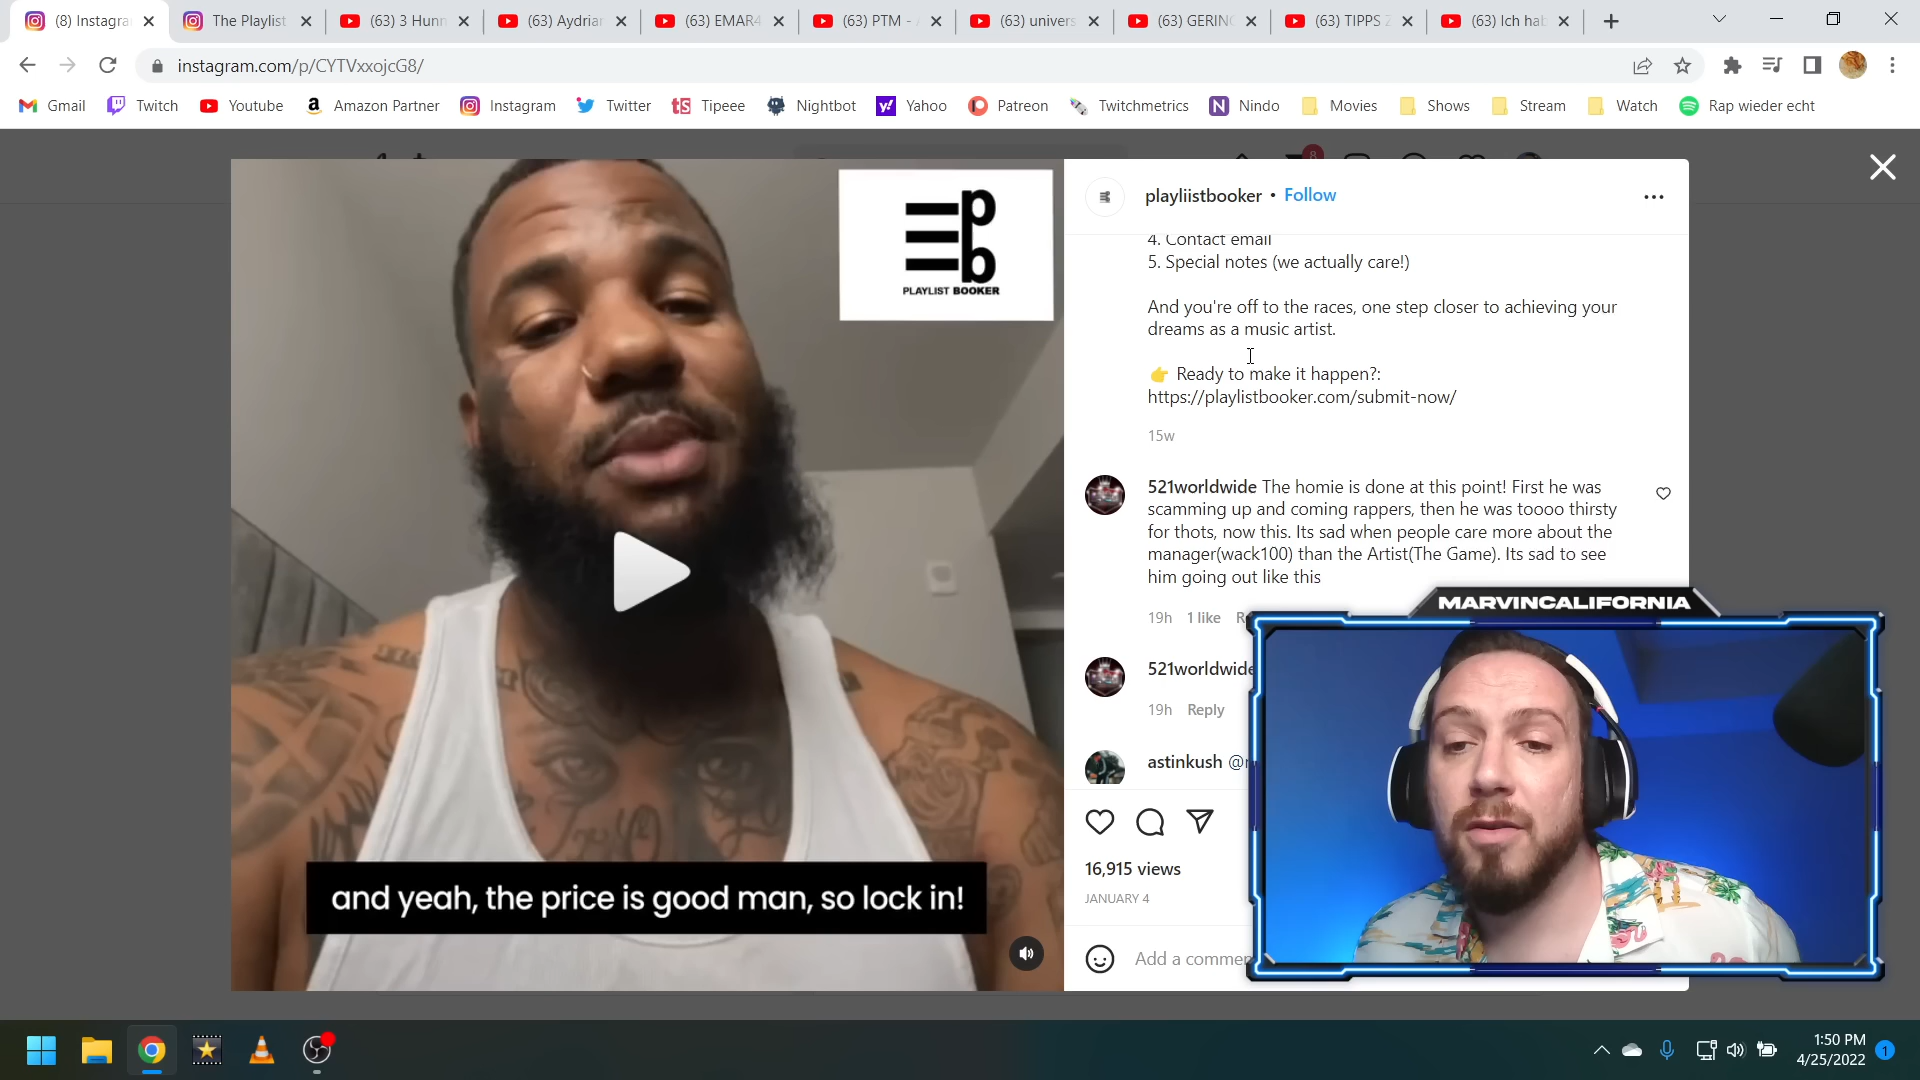 (8) Instagra
The Playlist
(63) 3 Hunn
(63) Aydrian
(63) EMAR4
(63) PTM -
(63) univers
(63) GERING
(63) TIPPS Z
(63) Ich hab
instagram.com/p/CYTVxxojcG8/
Gmail
Twitch
Youtube
Amazon Partner
Instagram
Twitter
Tipeee
Nightbot
Yahoo
Patreon
Twitchmetrics
Nindo
Movies
Shows
Stream
Watch
Rap wieder echt
8
pb
PLAYLIST BOOKER
playliistbooker • Follow
4. Contact email
5. Special notes (we actually care!)
And you're off to the races, one step closer to achieving your
dreams as a music artist.
👉 Ready to make it happen?:
https://playlistbooker.com/submit-now/
15w
521worldwide The homie is done at this point! First he was
scamming up and coming rappers, then he was toooo thirsty
for thots, now this. Its sad when people care more about the
manager(wack100) than the Artist(The Game). Its sad to see
him going out like this
19h 1 like R
MARVINCALIFORNIA
521worldwide
19h Reply
astinkush
16,915 views
JANUARY 4
Add a commen
and yeah, the price is good man, so lock in!
1:50 PM
4/25/2022
1